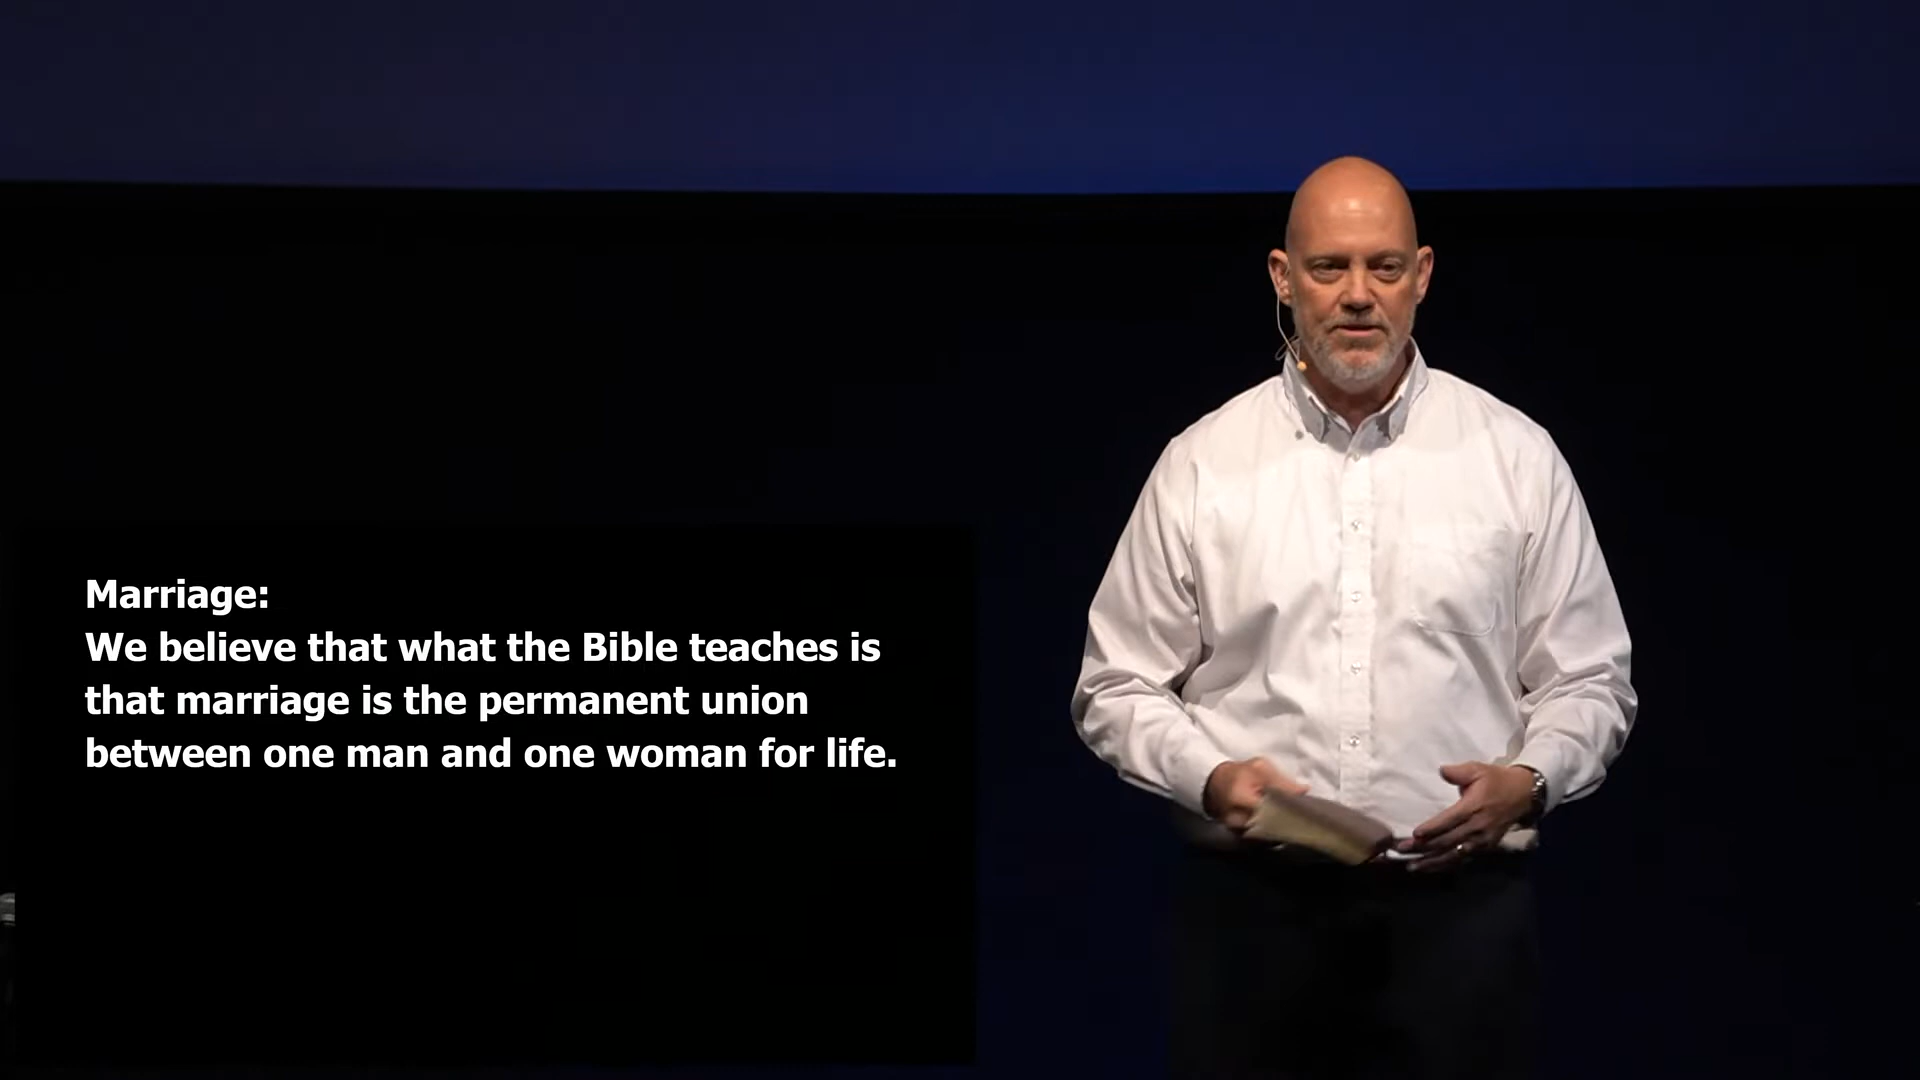 Marriage:
We believe that what the Bible teaches is
that marriage is the permanent union
between one man and one woman for life.